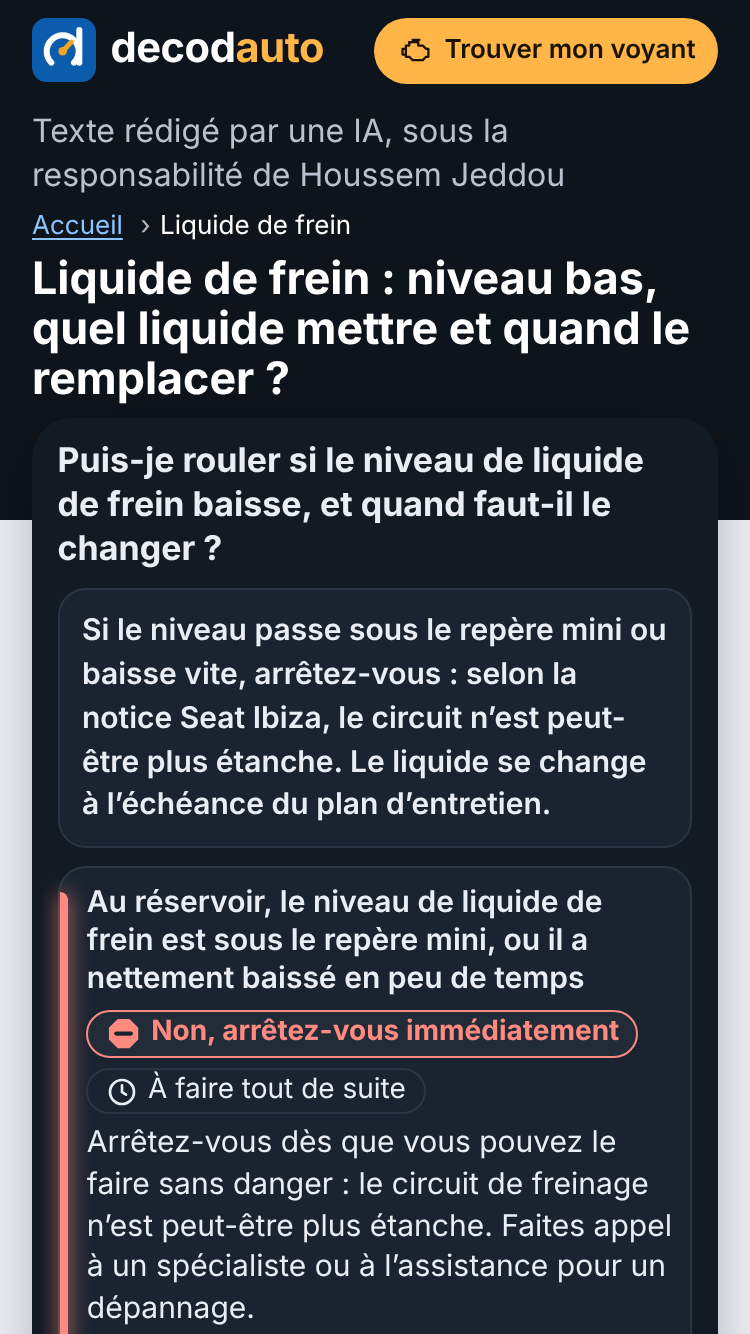 decodauto
Trouver mon voyant
Texte rédigé par une IA, sous la
responsabilité de Houssem Jeddou
Accueil › Liquide de frein
Liquide de frein : niveau bas,
quel liquide mettre et quand le
remplacer ?
Puis-je rouler si le niveau de liquide
de frein baisse, et quand faut-il le
changer ?
Si le niveau passe sous le repère mini ou
baisse vite, arrêtez-vous : selon la
notice Seat Ibiza, le circuit n’est peut-
être plus étanche. Le liquide se change
à l’échéance du plan d’entretien.
Au réservoir, le niveau de liquide de
frein est sous le repère mini, ou il a
nettement baissé en peu de temps
Non, arrêtez-vous immédiatement
À faire tout de suite
Arrêtez-vous dès que vous pouvez le
faire sans danger : le circuit de freinage
n’est peut-être plus étanche. Faites appel
à un spécialiste ou à l’assistance pour un
dépannage.